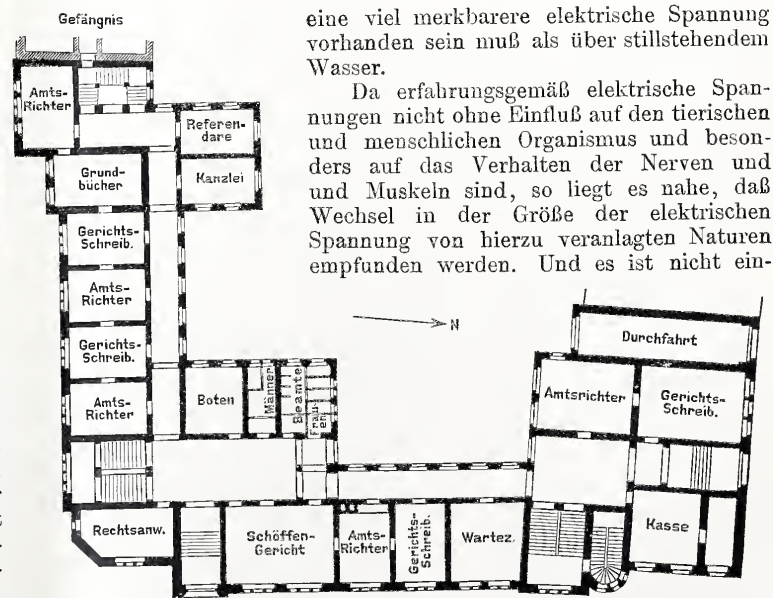 eine viel merkbarere elektrische Spannung
vorhanden sein muß als über stillstehendem
Wasser.
Da erfahrungsgemäß elektrische Span-
nungen nicht ohne Einfluß auf den tierischen
und menschlichen Organismus und beson-
ders auf das Verhalten der Nerven und
und Muskeln sind, so liegt es nahe, daß
Wechsel in der Größe der elektrischen
Spannung von hierzu veranlagten Naturen
empfunden werden. Und es ist nicht ein-
Gefängnis
Amts-
Richter
Referen-
dare
Kanzlei
Grund-
bücher
Gerichts-
Schreib.
Amts-
Richter
Gerichts-
Schreib.
Amts-
Richter
Boten
Männer
Beamte
Frau
en
N
Durchfahrt
Amtsrichter
Gerichts-
Schreib.
Kasse
Rechtsanw.
Schöffen-
Gericht
Amts-
Richter
Gerichts-
Schreib.
Wartez.